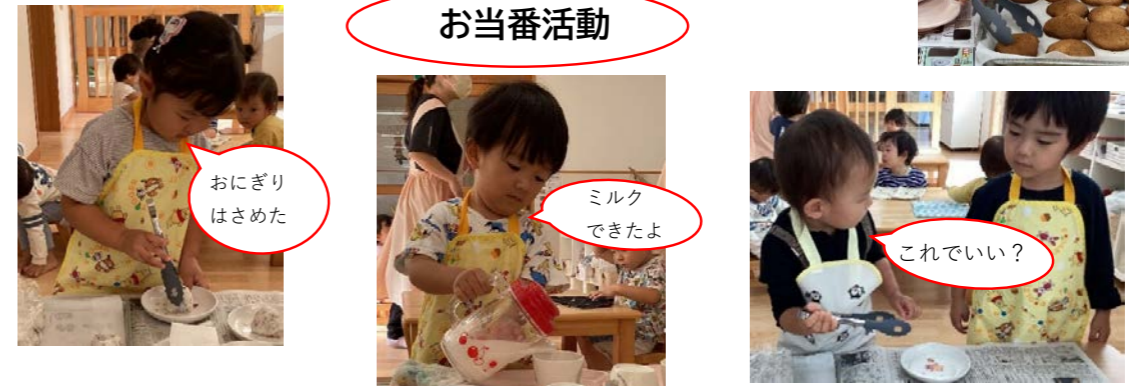 お当番活動
おにぎり
はさめた
ミルク
できたよ
これでいい？